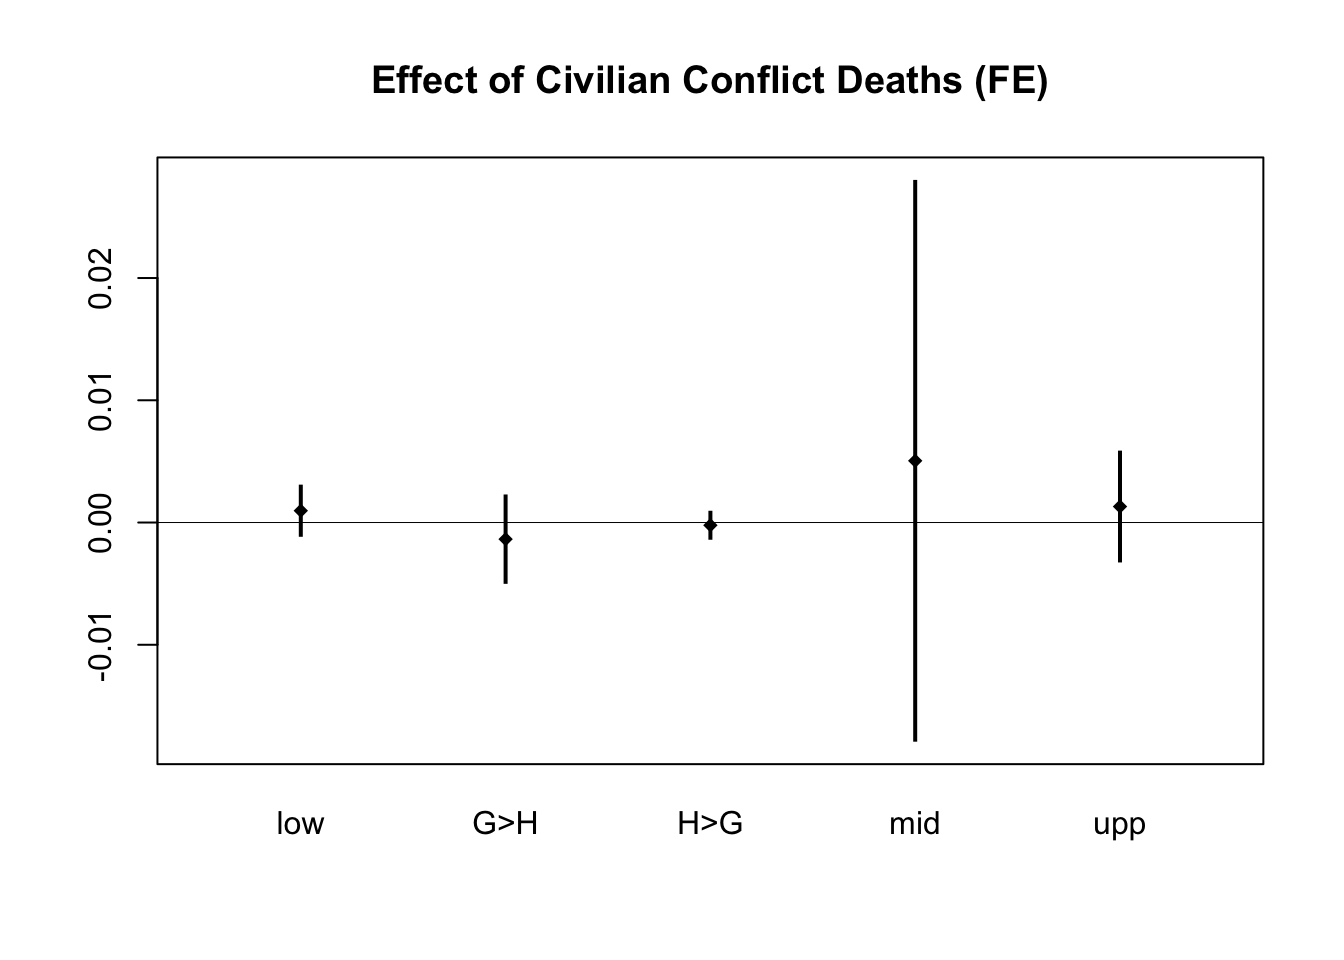 Effect of Civilian Conflict Deaths (FE)
0.02
0.01
0.00
-0.01
low G>H H>G mid upp